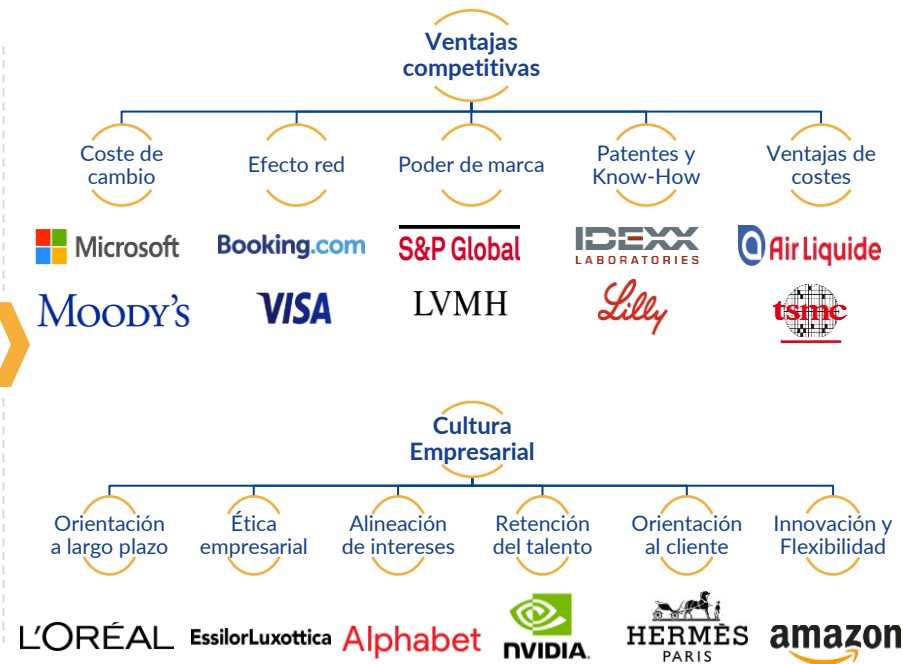 Ventajas
competitivas
Coste de
cambio
Efecto red
Poder de marca
Patentes y
Know-How
Ventajas de
costes
Microsoft
Booking.com
S&P Global
IDEXX
LABORATORIES
Air Liquide
MOODY'S
VISA
LVMH
Lilly
tsmc
Cultura
Empresarial
Orientación
a largo plazo
Ética
empresarial
Alineación
de intereses
Retención
del talento
Orientación
al cliente
Innovación y
Flexibilidad
L'ORÉAL
EssilorLuxottica
Alphabet
NVIDIA.
HERMÈS
PARIS
amazon